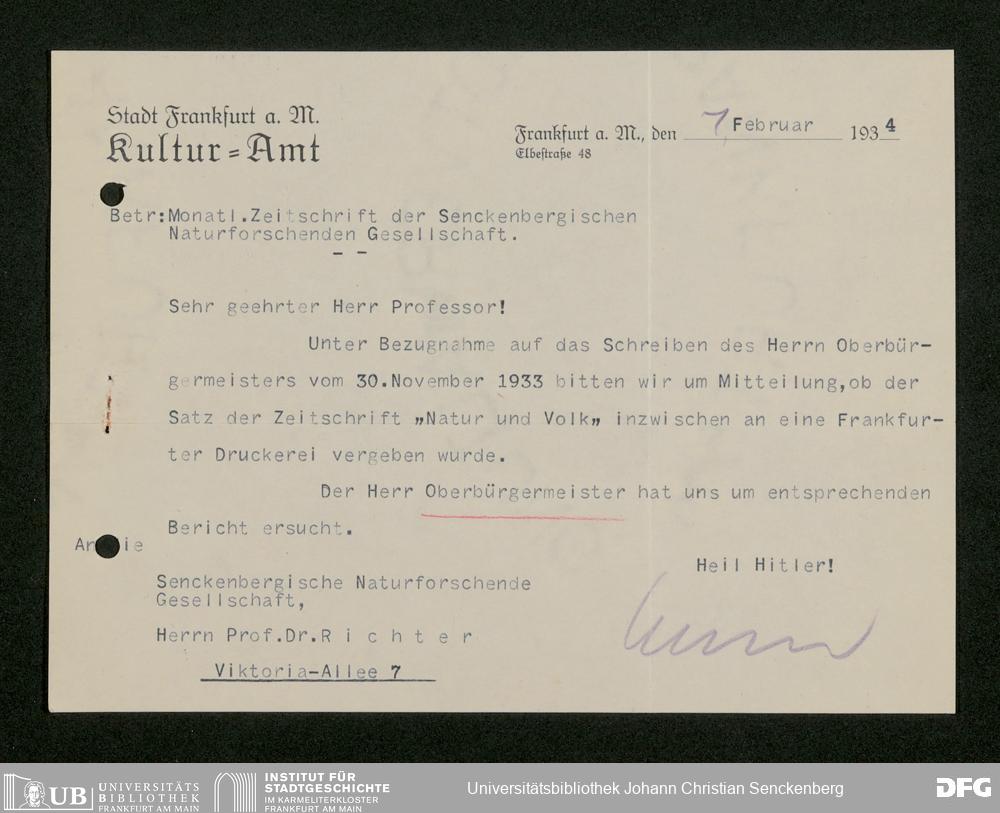 Stadt Frankfurt a. M.
Kultur=Amt
Frankfurt a. M., den 7. Februar 1934
Elbestraße 48
Betr:Monatl.Zeitschrift der Senckenbergischen
Naturforschenden Gesellschaft.
– –
Sehr geehrter Herr Professor!
Unter Bezugnahme auf das Schreiben des Herrn Oberbür-
germeisters vom 30.November 1933 bitten wir um Mitteilung,ob der
Satz der Zeitschrift „Natur und Volk„ inzwischen an eine Frankfur-
ter Druckerei vergeben wurde.
Der Herr Oberbürgermeister hat uns um entsprechenden
Bericht ersucht.
An die
Heil Hitler!
Senckenbergische Naturforschende
Gesellschaft,
Herrn Prof.Dr.R i c h t e r
Viktoria-Allee 7
UB UNIVERSITÄTS
BIBLIOTHEK
FRANKFURT AM MAIN
INSTITUT FÜR
STADTGESCHICHTE
IM KARMELITERKLOSTER
FRANKFURT AM MAIN
Universitätsbibliothek Johann Christian Senckenberg
DFG